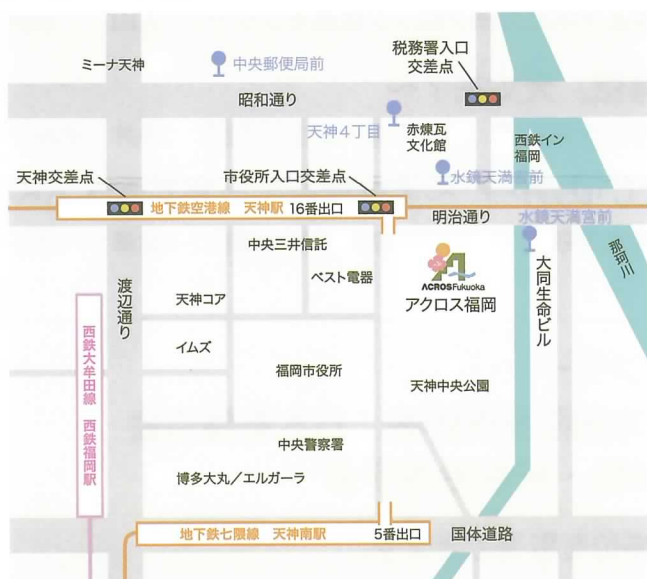 ミーナ天神
中央郵便局前
税務署入口
交差点
昭和通り
天神4丁目
赤煉瓦
文化館
西鉄イン
福岡
水鏡天満宮前
天神交差点
市役所入口交差点
地下鉄空港線 天神駅 16番出口
明治通り
水鏡天満宮前
中央三井信託
ベスト電器
天神コア
イムズ
福岡市役所
ACROS Fukuoka
アクロス福岡
天神中央公園
大同生命ビル
那珂川
渡辺通り
西鉄大牟田線 西鉄福岡駅
中央警察署
博多大丸/エルガーラ
地下鉄七隈線 天神南駅 5番出口
国体道路